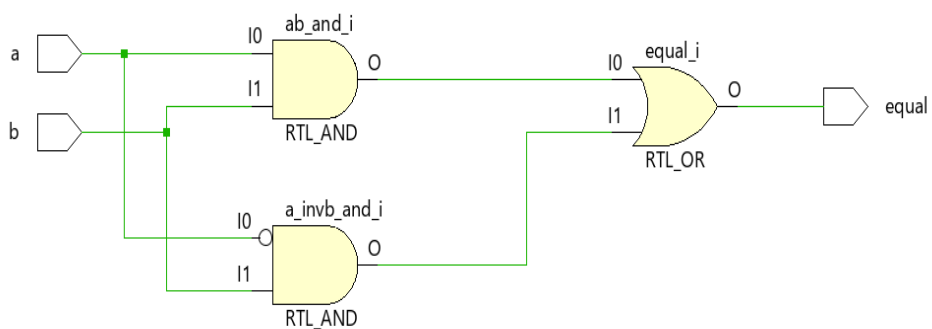 ab_and_i
equal_i
a
I0
O
I0
O
I1
I1
equal
b
RTL_AND
RTL_OR
a_invb_and_i
I0
O
I1
RTL_AND